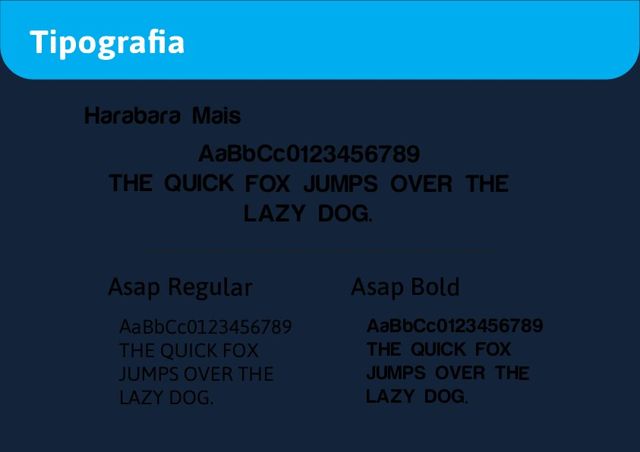 Tipografia
Harabara Mais
AaBbCc0123456789
THE QUICK FOX JUMPS OVER THE
LAZY DOG.
Asap Regular
AaBbCc0123456789
THE QUICK FOX
JUMPS OVER THE
LAZY DOG.
Asap Bold
AaBbCc0123456789
THE QUICK FOX
JUMPS OVER THE
LAZY DOG.